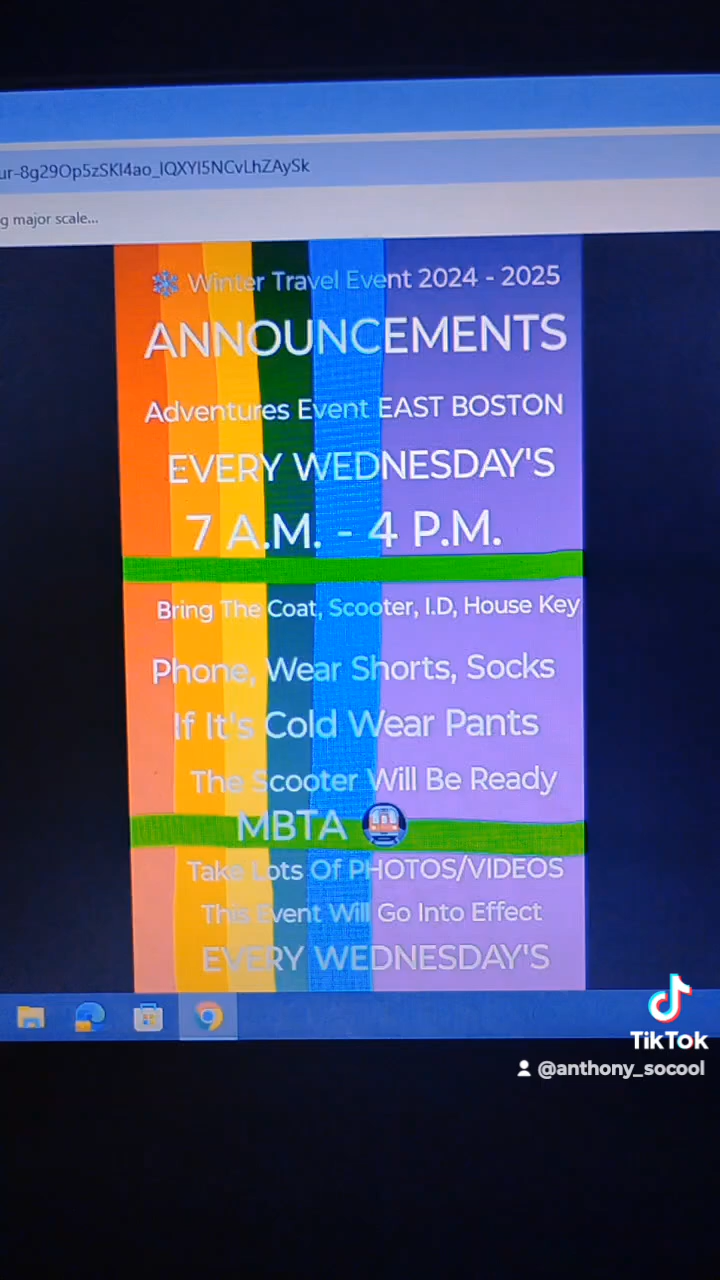 ur-8g29Op5zSKl4ao_lQXYI5NCvLhZAySk
g major scale...
Winter Travel Event 2024 - 2025
ANNOUNCEMENTS
Adventures Event EAST BOSTON
EVERY WEDNESDAY'S
7 A.M. - 4 P.M.
Bring The Coat, Scooter, I.D, House Key
Phone, Wear Shorts, Socks
If It's Cold Wear Pants
The Scooter Will Be Ready
MBTA
Take Lots Of PHOTOS/VIDEOS
This Event Will Go Into Effect
EVERY WEDNESDAY'S
TikTok
@anthony_socool